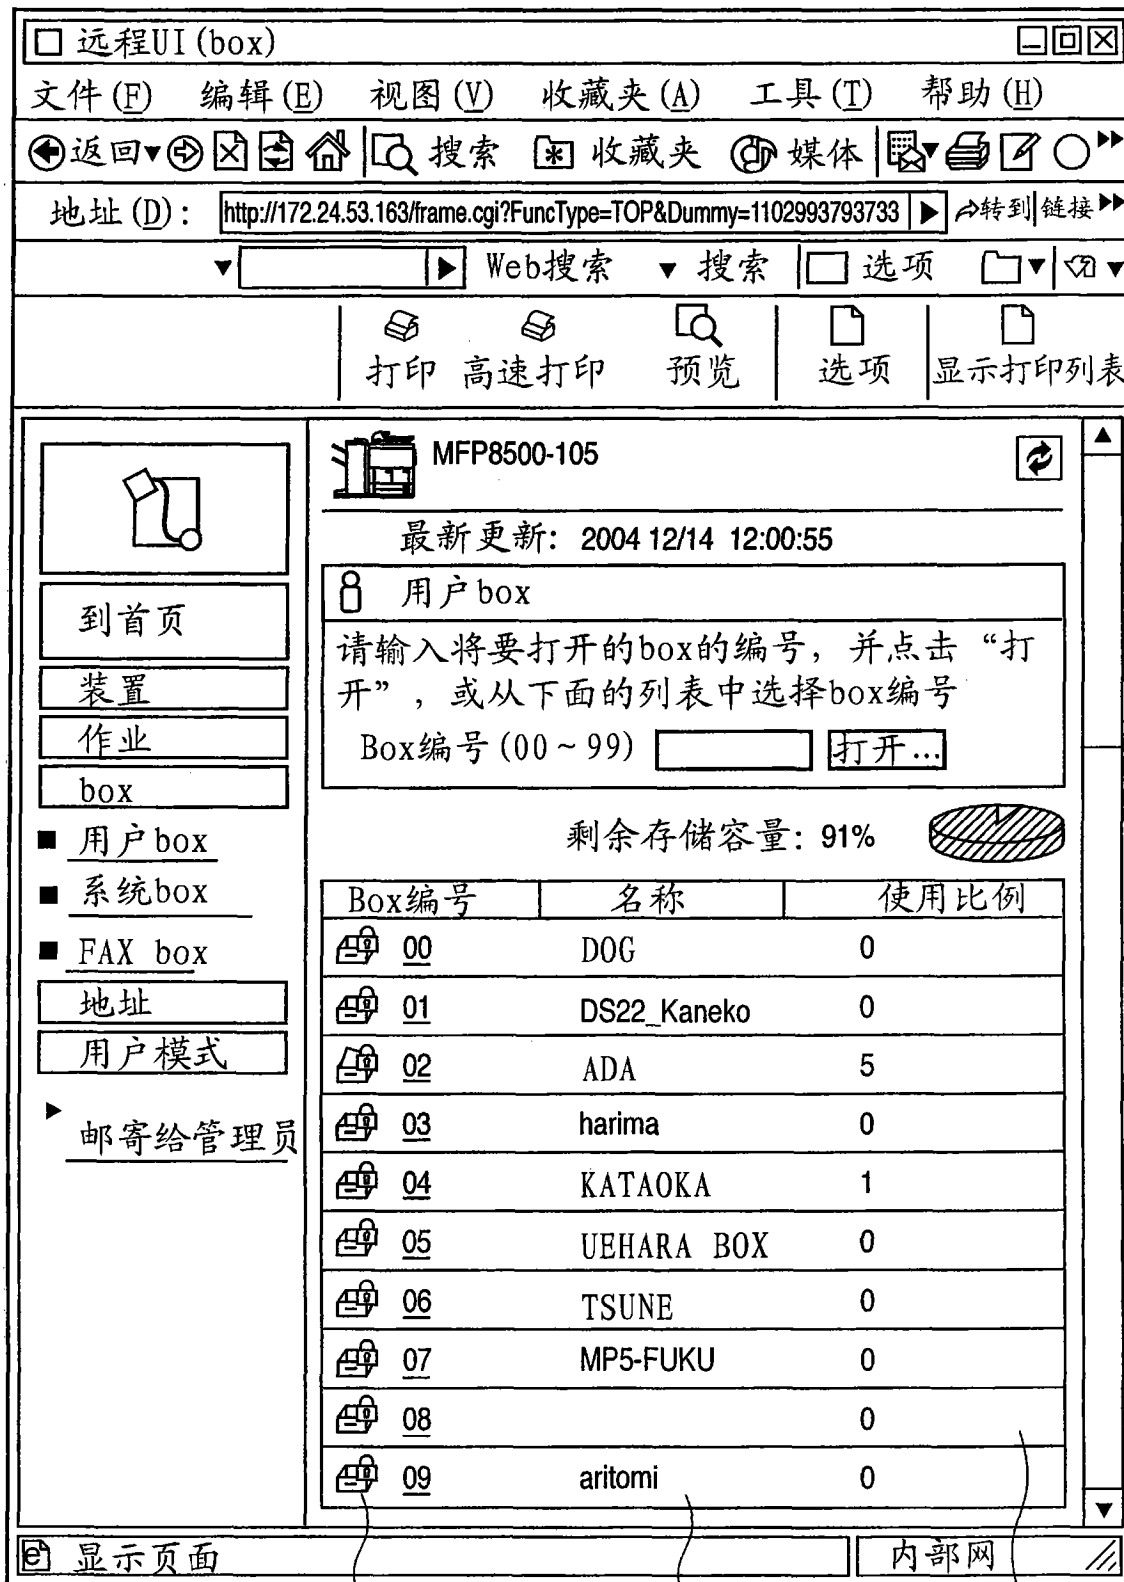 远程UI(box)
文件(F) 编辑(E) 视图(V) 收藏夹(A) 工具(T) 帮助(H)
返回 搜索 收藏夹 媒体
地址(D): http://172.24.53.163/frame.cgi?FuncType=TOP&Dummy=1102993793733 转到 链接
Web搜索 搜索 选项
打印 高速打印 预览 选项 显示打印列表
MFP8500-105
最新更新: 2004 12/14 12:00:55
到首页
装置
作业
box
用户box
系统box
FAX box
地址
用户模式
邮寄给管理员
用户box
请输入将要打开的box的编号，并点击“打
开”，或从下面的列表中选择box编号
Box编号(00~99) 打开...
剩余存储容量: 91%
Box编号 名称 使用比例
00 DOG 0
01 DS22_Kaneko 0
02 ADA 5
03 harima 0
04 KATAOKA 1
05 UEHARA BOX 0
06 TSUNE 0
07 MP5-FUKU 0
08 0
09 aritomi 0
显示页面 内部网